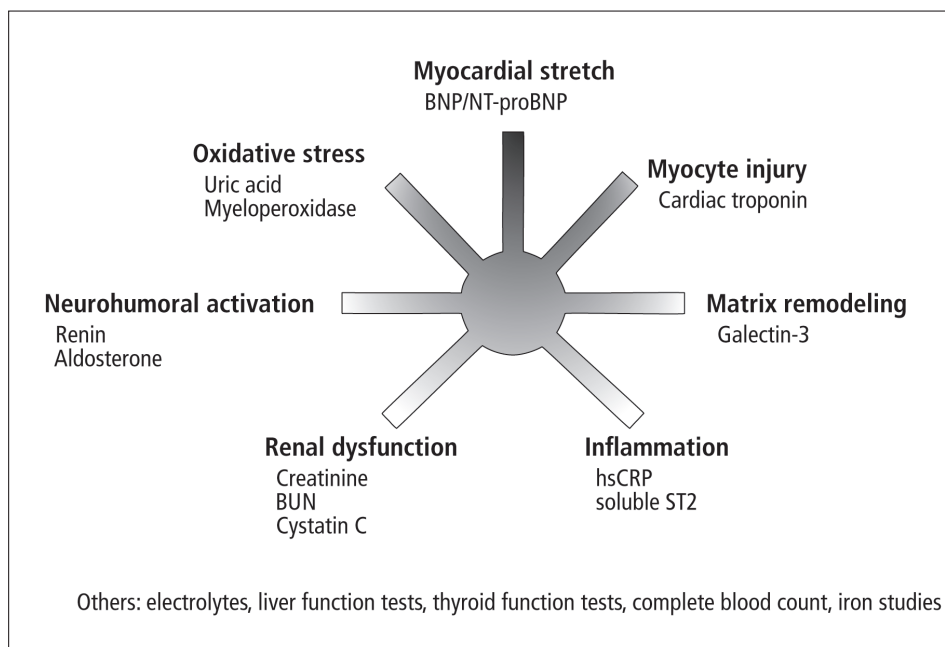 Myocardial stretch
BNP/NT-proBNP
Oxidative stress
Uric acid
Myeloperoxidase
Myocyte injury
Cardiac troponin
Neurohumoral activation
Renin
Aldosterone
Matrix remodeling
Galectin-3
Renal dysfunction
Creatinine
BUN
Cystatin C
Inflammation
hsCRP
soluble ST2
Others: electrolytes, liver function tests, thyroid function tests, complete blood count, iron studies